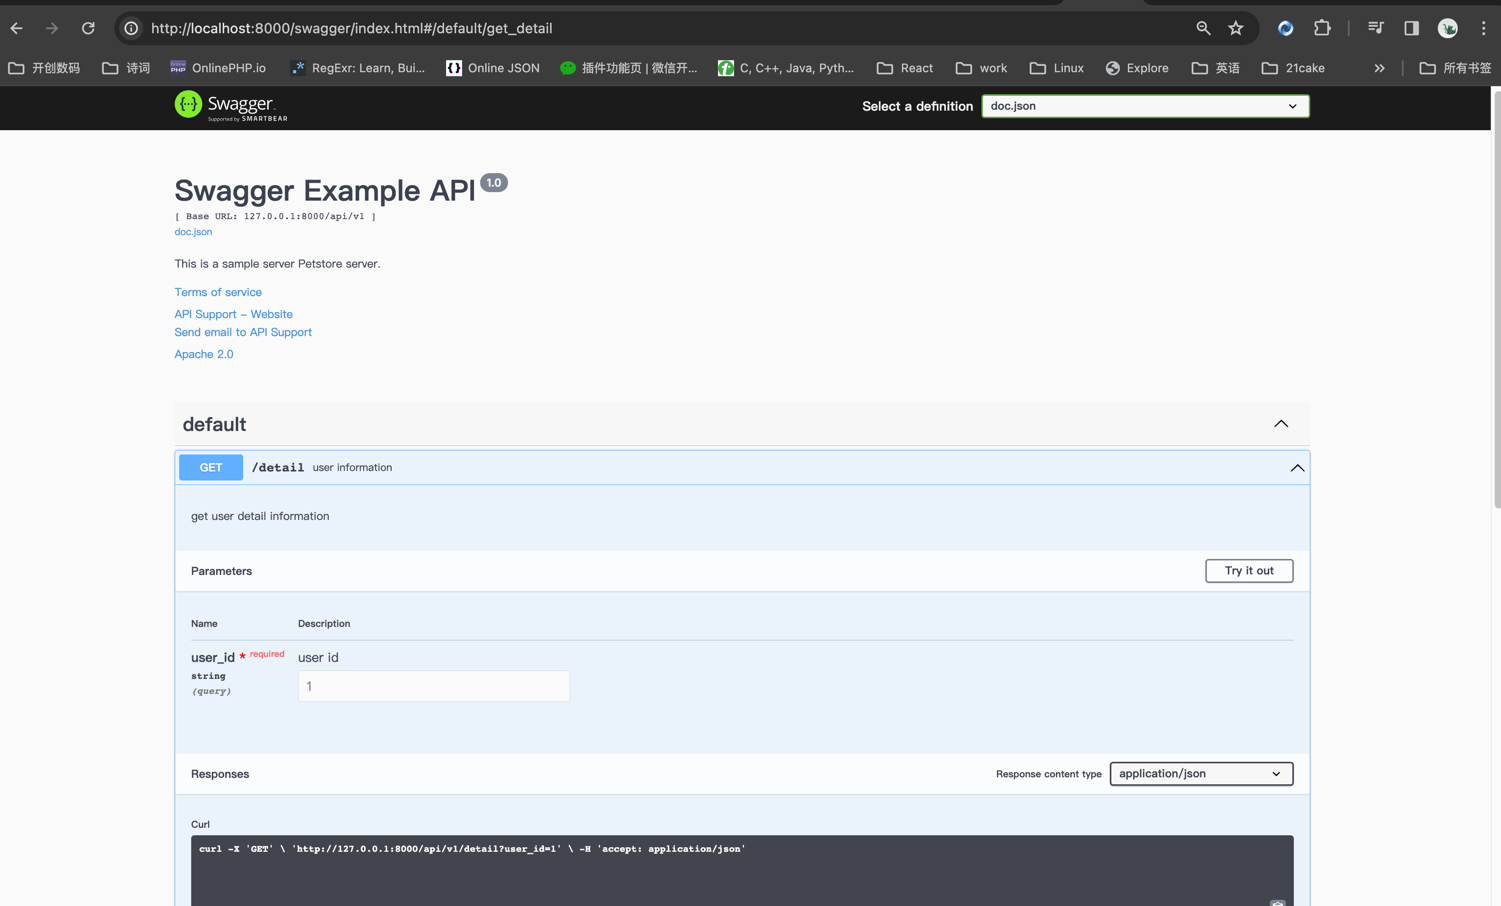 http://localhost:8000/swagger/index.html#/default/get_detail
开创数码 诗词 OnlinePHP.io RegExr: Learn, Bui... Online JSON 插件功能页 | 微信开... C, C++, Java, Pyth... React work Linux Explore 英语 21cake » 所有书签
Swagger Select a definition doc.json
Supported by SMARTBEAR
Swagger Example API 1.0
[ Base URL: 127.0.0.1:8000/api/v1 ]
doc.json
This is a sample server Petstore server.
Terms of service
API Support - Website
Send email to API Support
Apache 2.0
default
GET /detail user information
get user detail information
Parameters Try it out
Name Description
user_id * required user id
string
(query)
1
Responses Response content type application/json
Curl
curl -X 'GET' \ 'http://127.0.0.1:8000/api/v1/detail?user_id=1' \ -H 'accept: application/json'